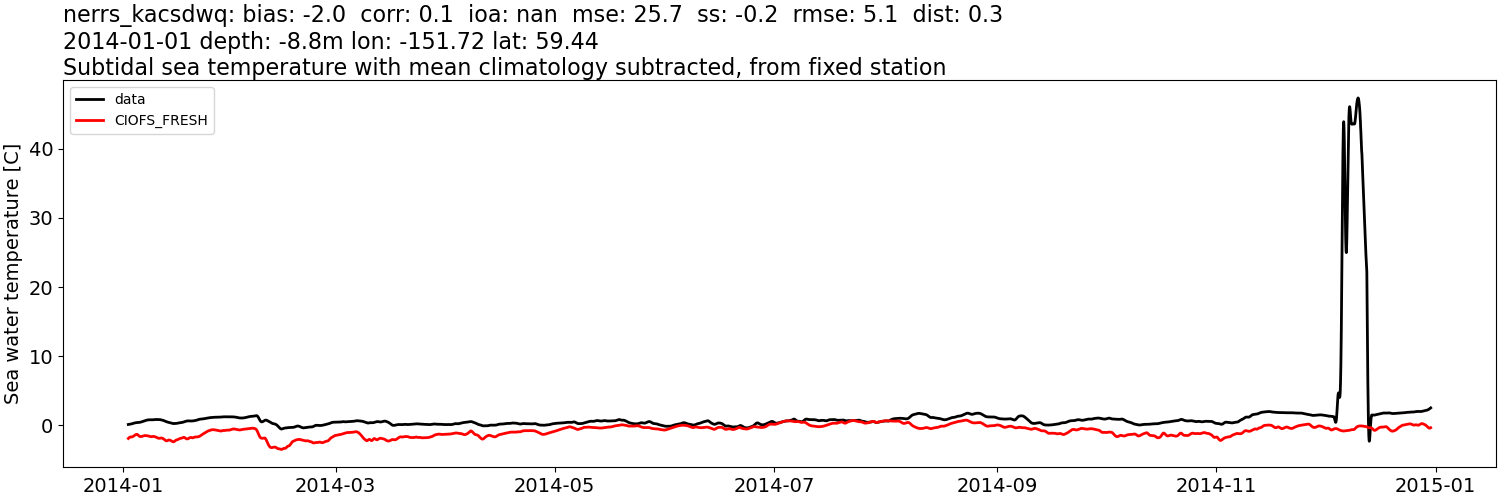 nerrs_kacsdwq: bias: -2.0  corr: 0.1  ioa: nan  mse: 25.7  ss: -0.2  rmse: 5.1  dist: 0.3
2014-01-01 depth: -8.8m lon: -151.72 lat: 59.44
Subtidal sea temperature with mean climatology subtracted, from fixed station
data
CIOFS_FRESH
Sea water temperature [C]
40
30
20
10
0
2014-01
2014-03
2014-05
2014-07
2014-09
2014-11
2015-01